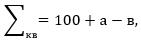 ∑кв = 100 + а − в,